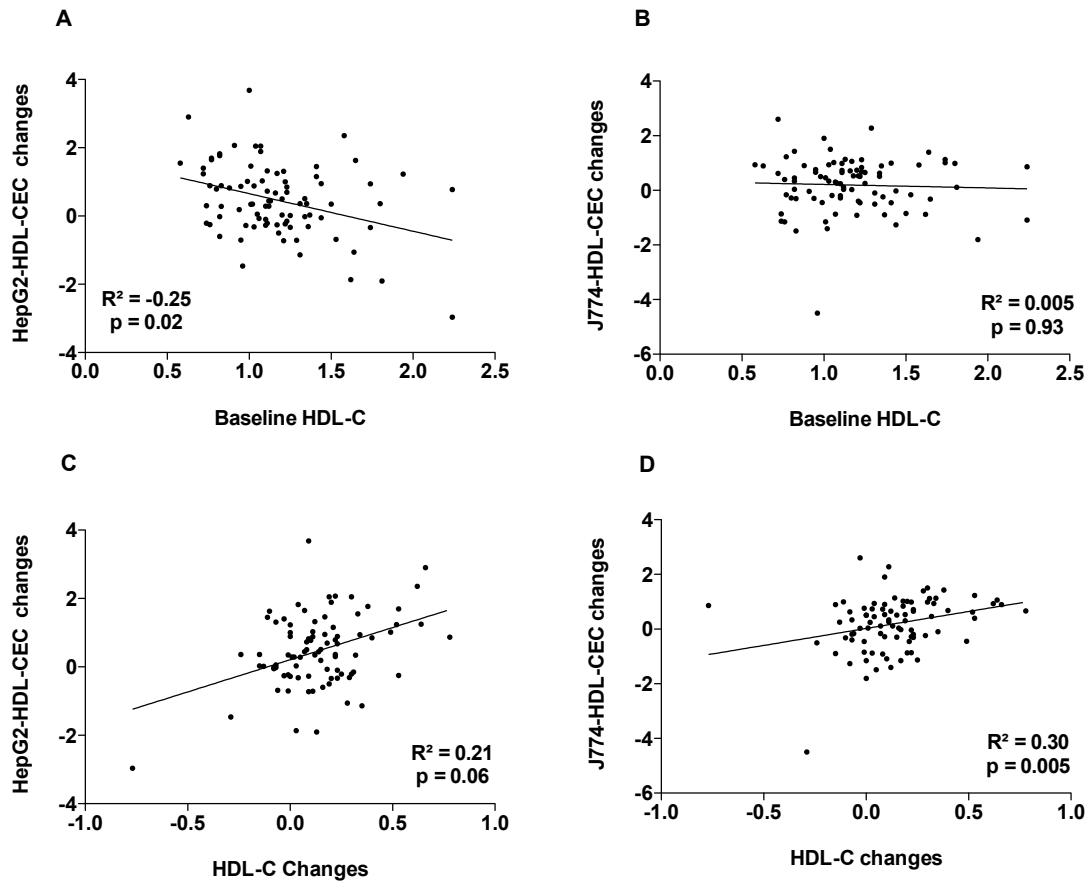 A
HepG2-HDL-CEC changes
4
2
0
-2
-4
R² = -0.25
p = 0.02
0.0 0.5 1.0 1.5 2.0 2.5
Baseline HDL-C
B
J774-HDL-CEC changes
4
2
0
-2
-4
-6
R² = 0.005
p = 0.93
0.0 0.5 1.0 1.5 2.0 2.5
Baseline HDL-C
C
HepG2-HDL-CEC changes
4
2
0
-2
-4
R² = 0.21
p = 0.06
-1.0 -0.5 0.0 0.5 1.0
HDL-C Changes
D
J774-HDL-CEC changes
4
2
0
-2
-4
-6
R² = 0.30
p = 0.005
-1.0 -0.5 0.0 0.5 1.0
HDL-C changes